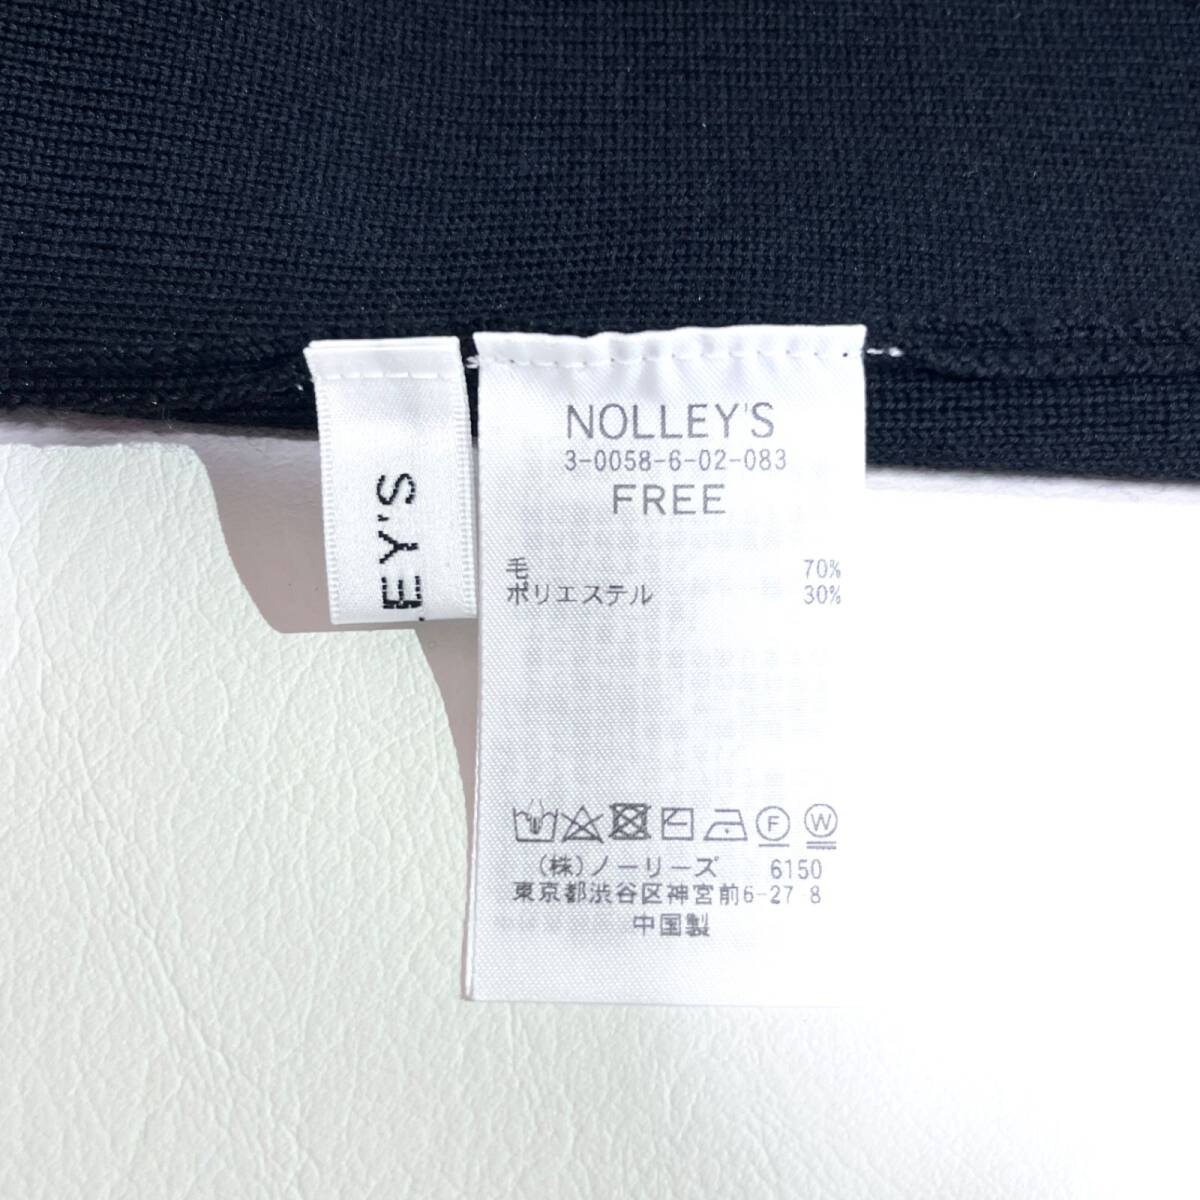 EY'S
NOLLEY'S
3-0058-6-02-083
FREE
毛 70%
ポリエステル 30%
F W
(株)ノーリーズ 6150
東京都渋谷区神宮前6-27-8
中国製